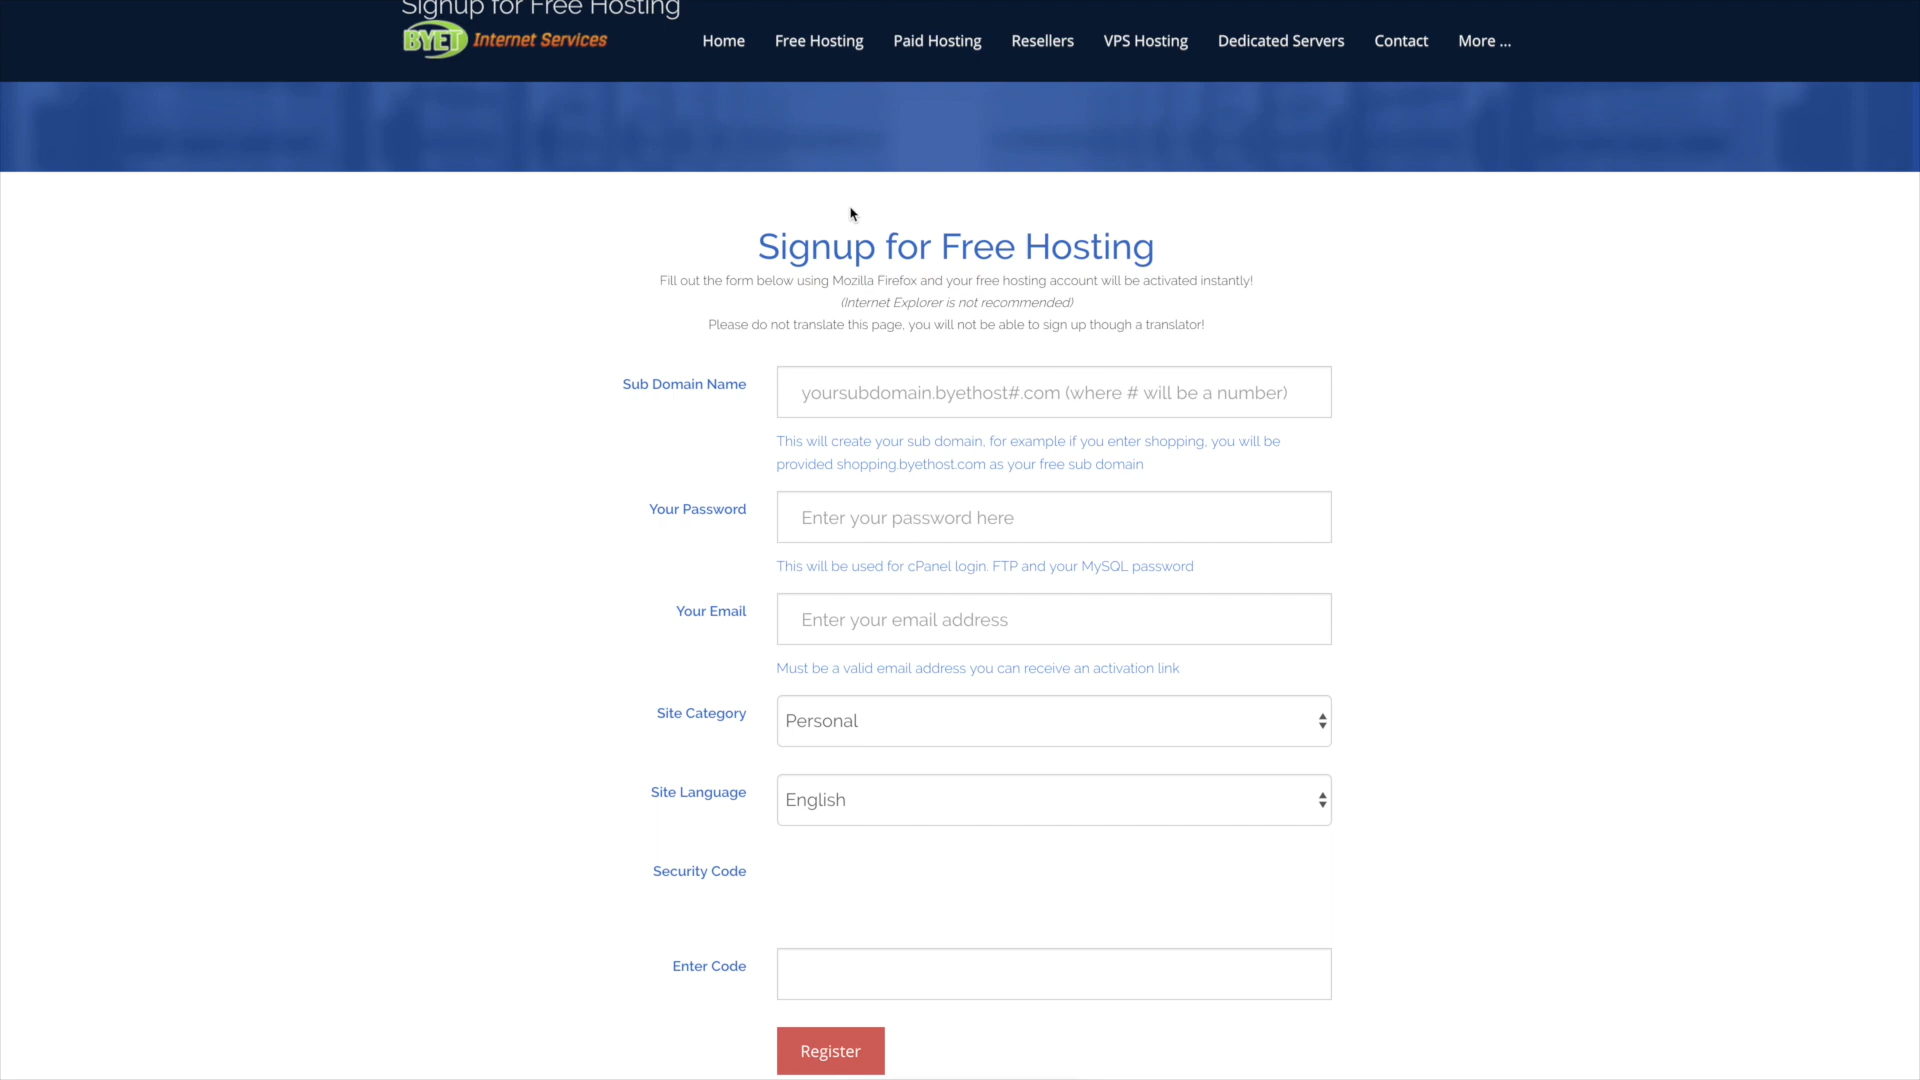 Signup for Free Hosting
BYET Internet Services
Home Free Hosting Paid Hosting Resellers VPS Hosting Dedicated Servers Contact More ...
Signup for Free Hosting
Fill out the form below using Mozilla Firefox and your free hosting account will be activated instantly!
(Internet Explorer is not recommended)
Please do not translate this page, you will not be able to sign up though a translator!
Sub Domain Name
yoursubdomain.byethost#.com (where # will be a number)
This will create your sub domain, for example if you enter shopping, you will be
provided shopping.byethost.com as your free sub domain
Your Password
Enter your password here
This will be used for cPanel login. FTP and your MySQL password
Your Email
Enter your email address
Must be a valid email address you can receive an activation link
Site Category
Personal
Site Language
English
Security Code
Enter Code
Register